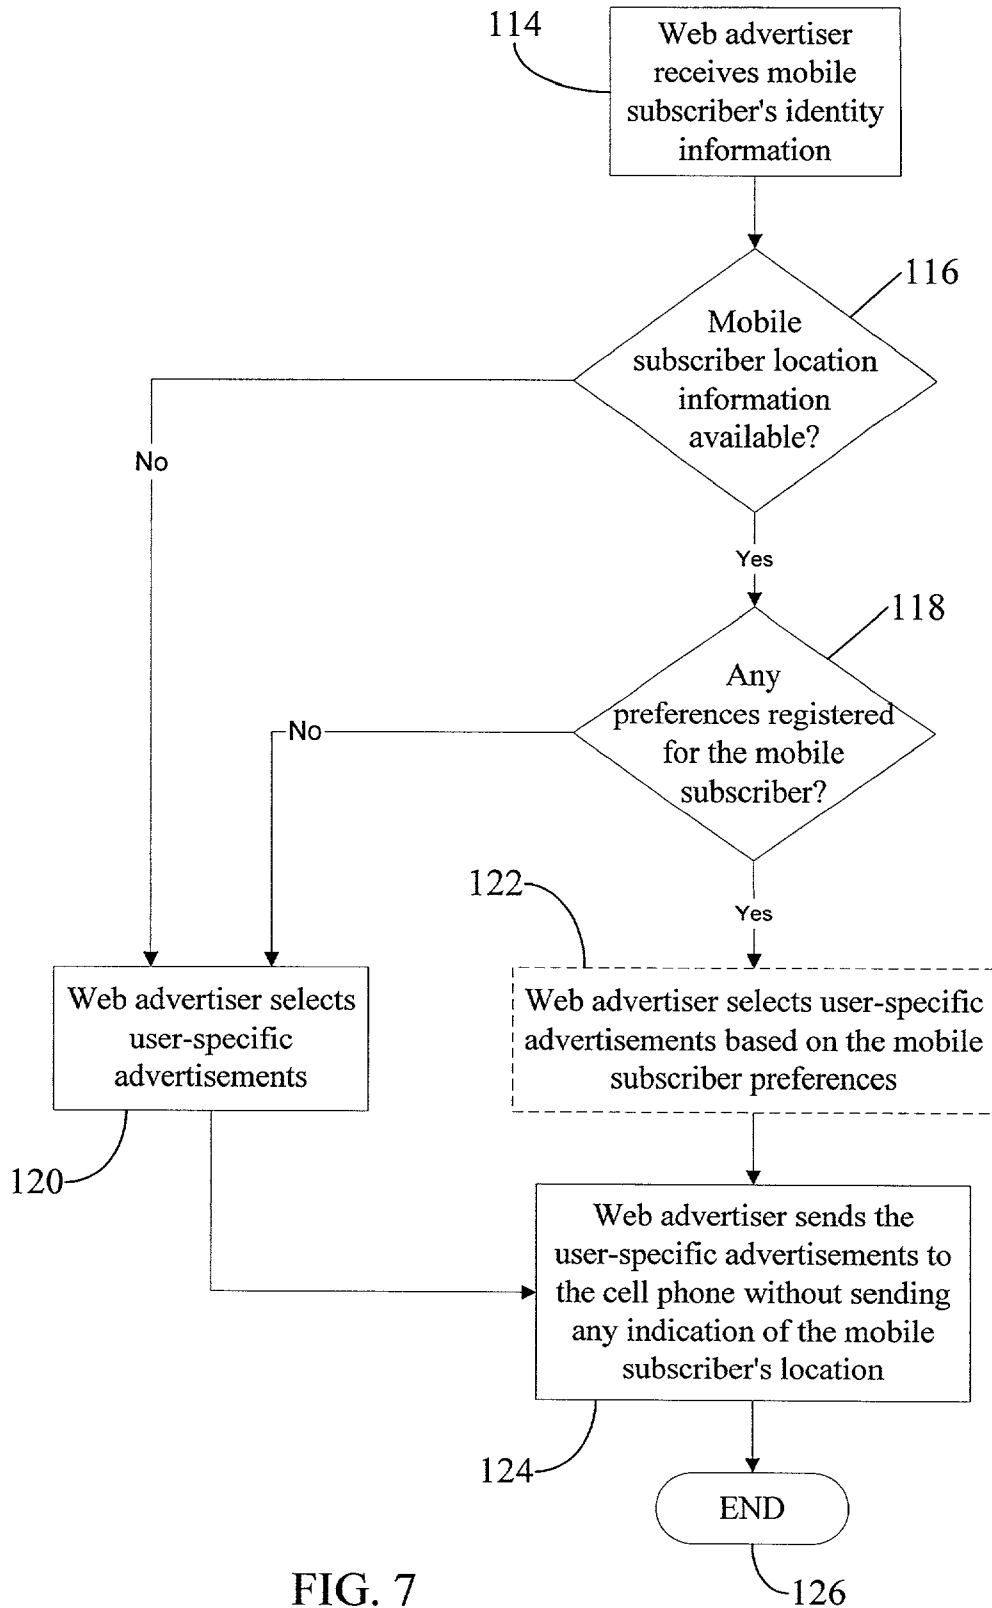 114
Web advertiser
receives mobile
subscriber's identity
information
116
Mobile
subscriber location
information
available?
No
Yes
118
Any
preferences registered
for the mobile
subscriber?
No
Yes
122
Web advertiser selects
user-specific
advertisements
Web advertiser selects user-specific
advertisements based on the mobile
subscriber preferences
120
Web advertiser sends the
user-specific advertisements to
the cell phone without sending
any indication of the mobile
subscriber's location
124
END
126
FIG. 7